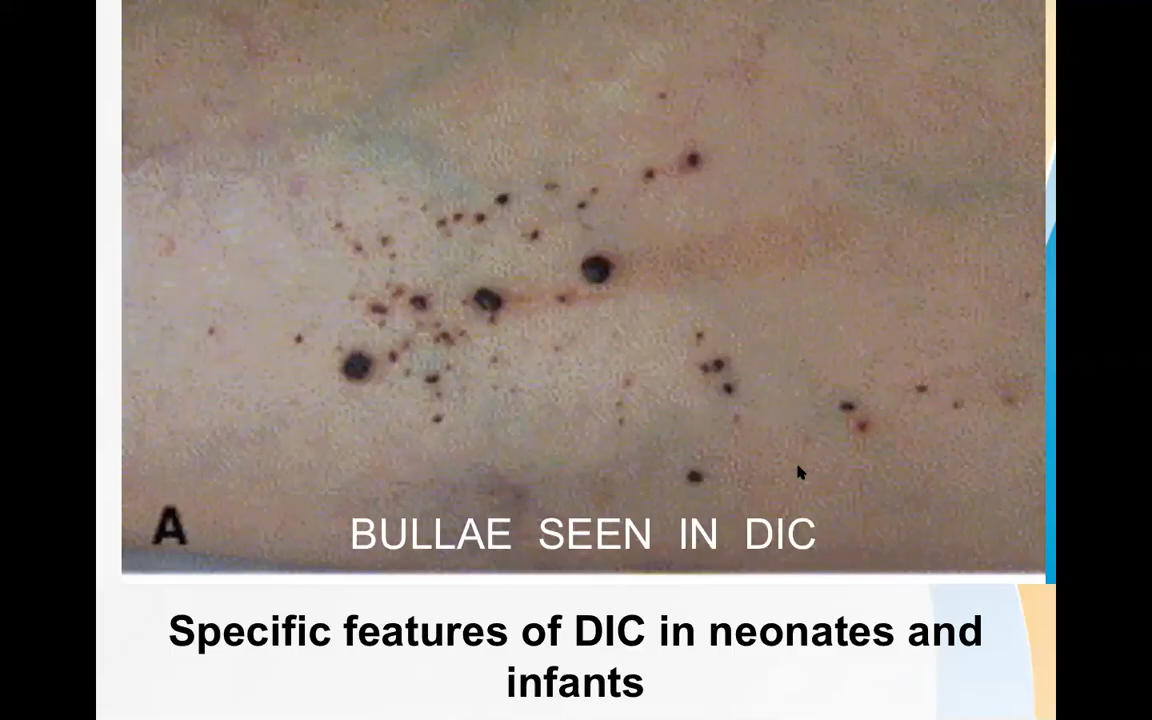 A
BULLAE SEEN IN DIC
Specific features of DIC in neonates and
infants